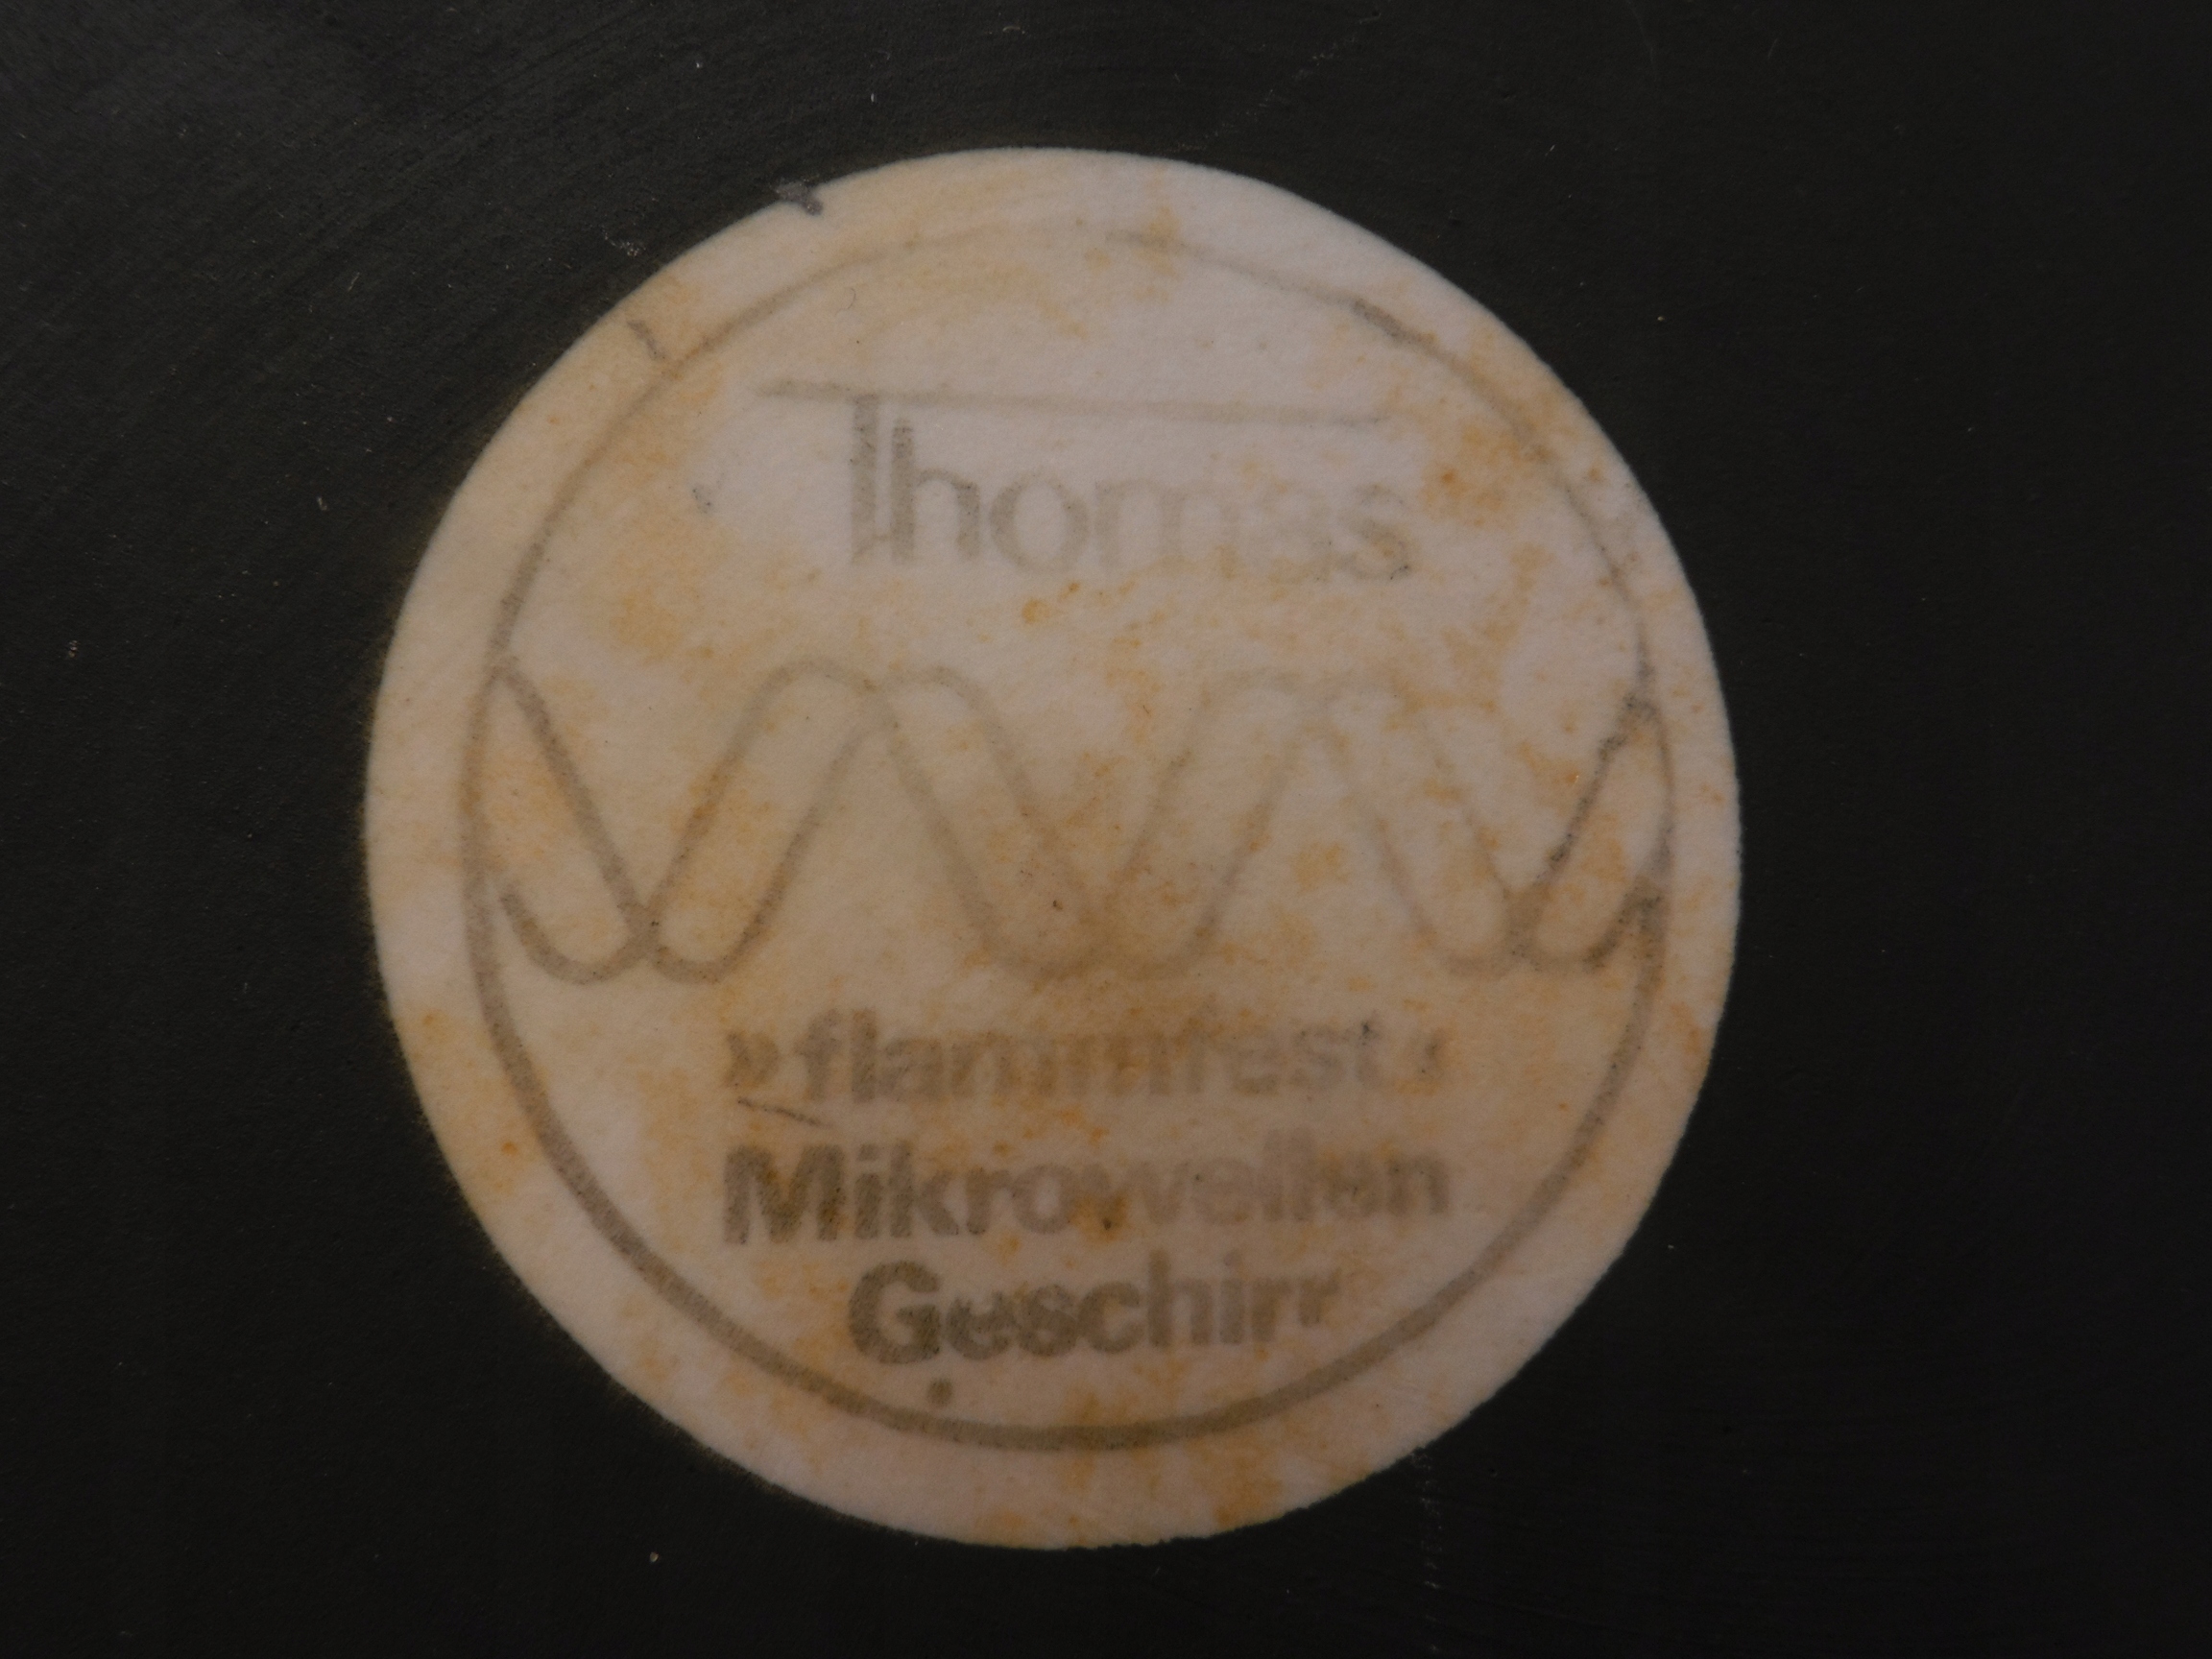 Thomas
»flammfest«
Mikrowellen
Geschirr